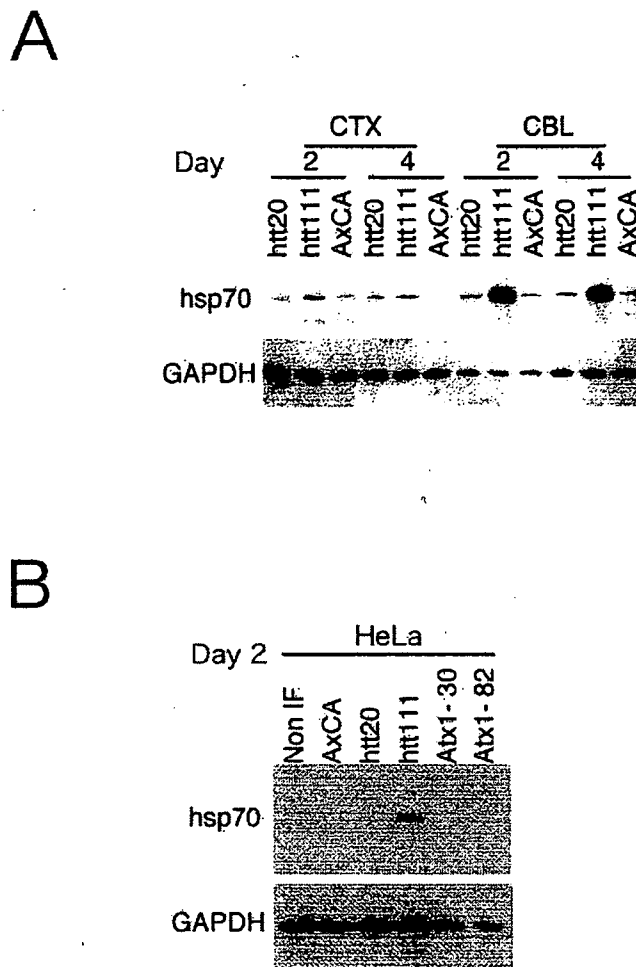 A
CTX CBL
Day 2 4 2 4
htt20 htt111 AxCA htt20 htt111 AxCA htt20 htt111 AxCA htt20 htt111 AxCA
hsp70
GAPDH
B
HeLa
Day 2
Non IF AxCA htt20 htt111 Atx1-30 Atx1-82
hsp70
GAPDH